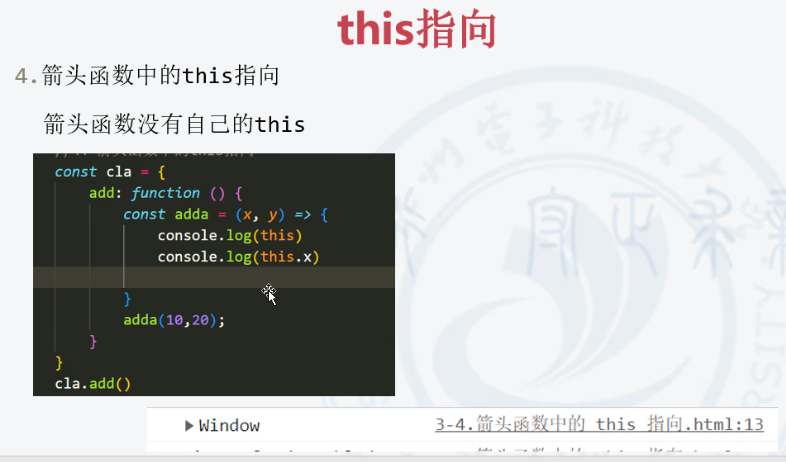 this指向
4.箭头函数中的this指向
箭头函数没有自己的this
const cla = {
add: function () {
const adda = (x, y) => {
console.log(this)
console.log(this.x)
}
adda(10,20);
}
}
cla.add()
▶Window 3-4.箭头函数中的 this 指向.html:13